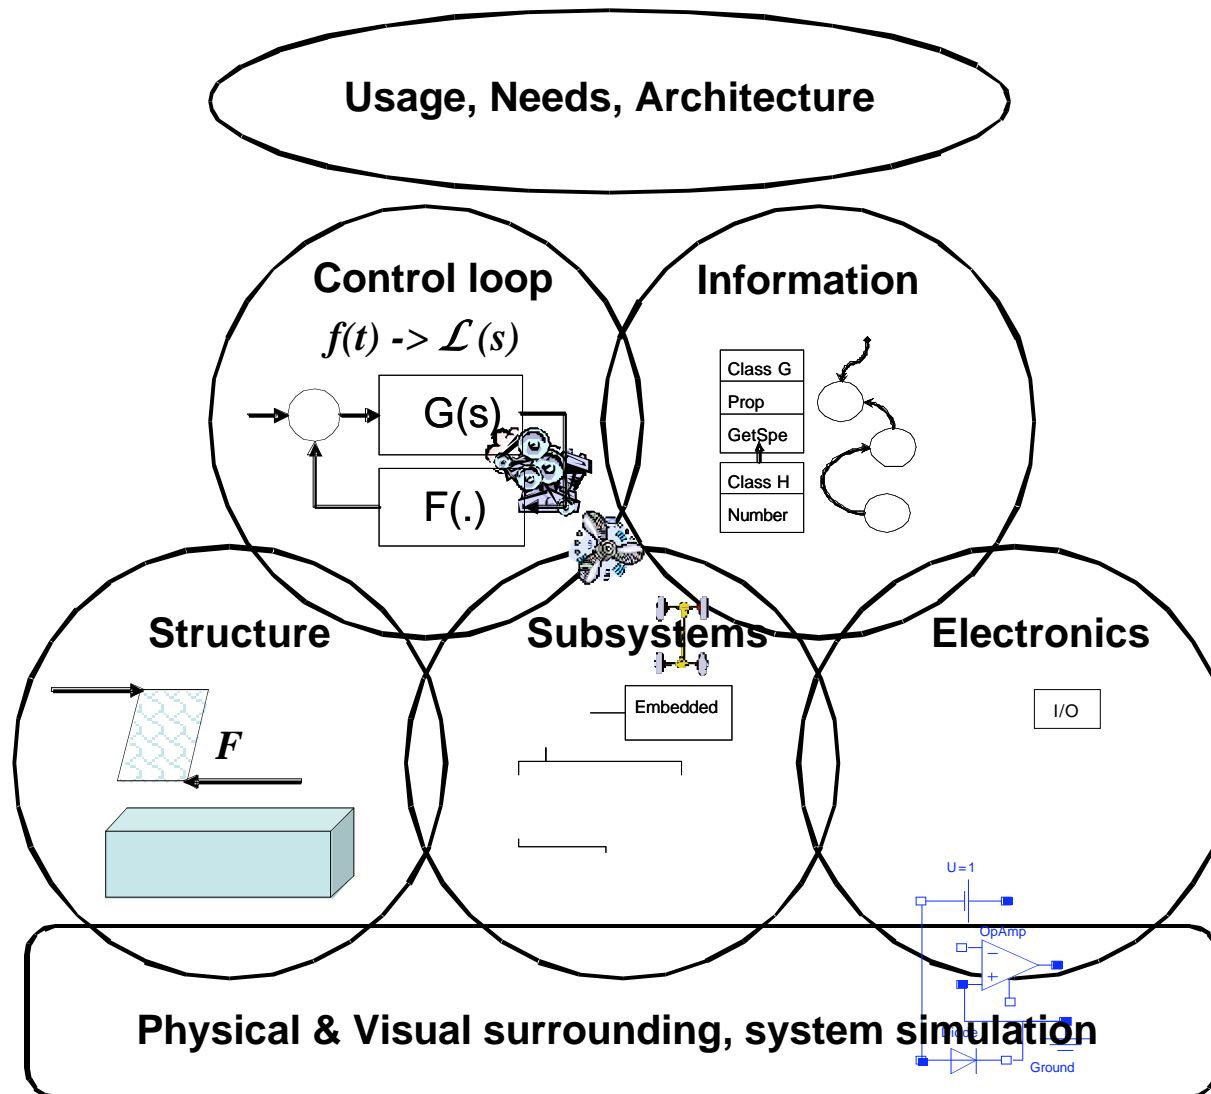 Usage, Needs, Architecture
Control loop
Information
f(t) -> ℒ (s)
Class G
Prop
G(s)
GetSpe
Class H
F(.)
Number
Structure
Subsystems
Electronics
Embedded
I/O
F
U=1
OpAmp
Physical & Visual surrounding, system simulation
Diode
Ground